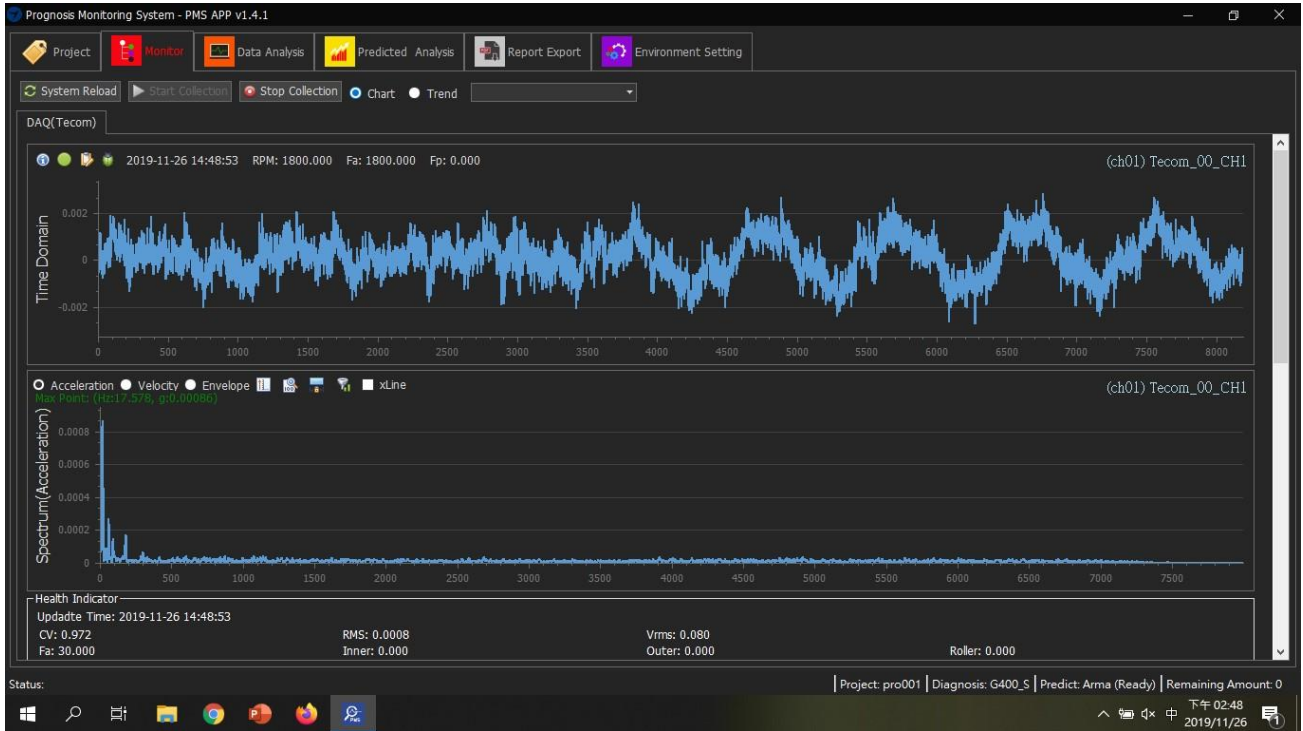 Prognosis Monitoring System - PMS APP v1.4.1
Project Monitor Data Analysis Predicted Analysis Report Export Environment Setting
System Reload Start Collection Stop Collection Chart Trend
DAQ(Tecom)
2019-11-26 14:48:53 RPM: 1800.000 Fa: 1800.000 Fp: 0.000 (ch01) Tecom_00_CH1
Time Domain
0.002
0
-0.002
0 500 1000 1500 2000 2500 3000 3500 4000 4500 5000 5500 6000 6500 7000 7500 8000
Acceleration Velocity Envelope xLine (ch01) Tecom_00_CH1
Max Point: (Hz:17.578, g:0.00086)
Spectrum(Acceleration)
0.0008
0.0006
0.0004
0.0002
0
0 500 1000 1500 2000 2500 3000 3500 4000 4500 5000 5500 6000 6500 7000 7500
Health Indicator
Updadte Time: 2019-11-26 14:48:53
CV: 0.972 RMS: 0.0008 Vrms: 0.080
Fa: 30.000 Inner: 0.000 Outer: 0.000 Roller: 0.000
Status: Project: pro001 Diagnosis: G400_S Predict: Arma (Ready) Remaining Amount: 0
中 下午 02:48
2019/11/26 1